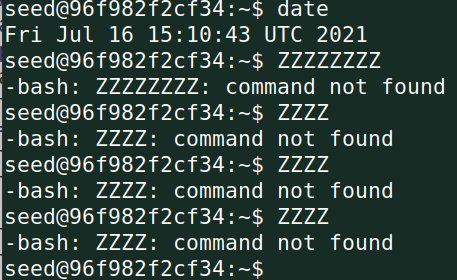 seed@96f982f2cf34:~$ date
Fri Jul 16 15:10:43 UTC 2021
seed@96f982f2cf34:~$ ZZZZZZZZ
-bash: ZZZZZZZZ: command not found
seed@96f982f2cf34:~$ ZZZZ
-bash: ZZZZ: command not found
seed@96f982f2cf34:~$ ZZZZ
-bash: ZZZZ: command not found
seed@96f982f2cf34:~$ ZZZZ
-bash: ZZZZ: command not found
seed@96f982f2cf34:~$